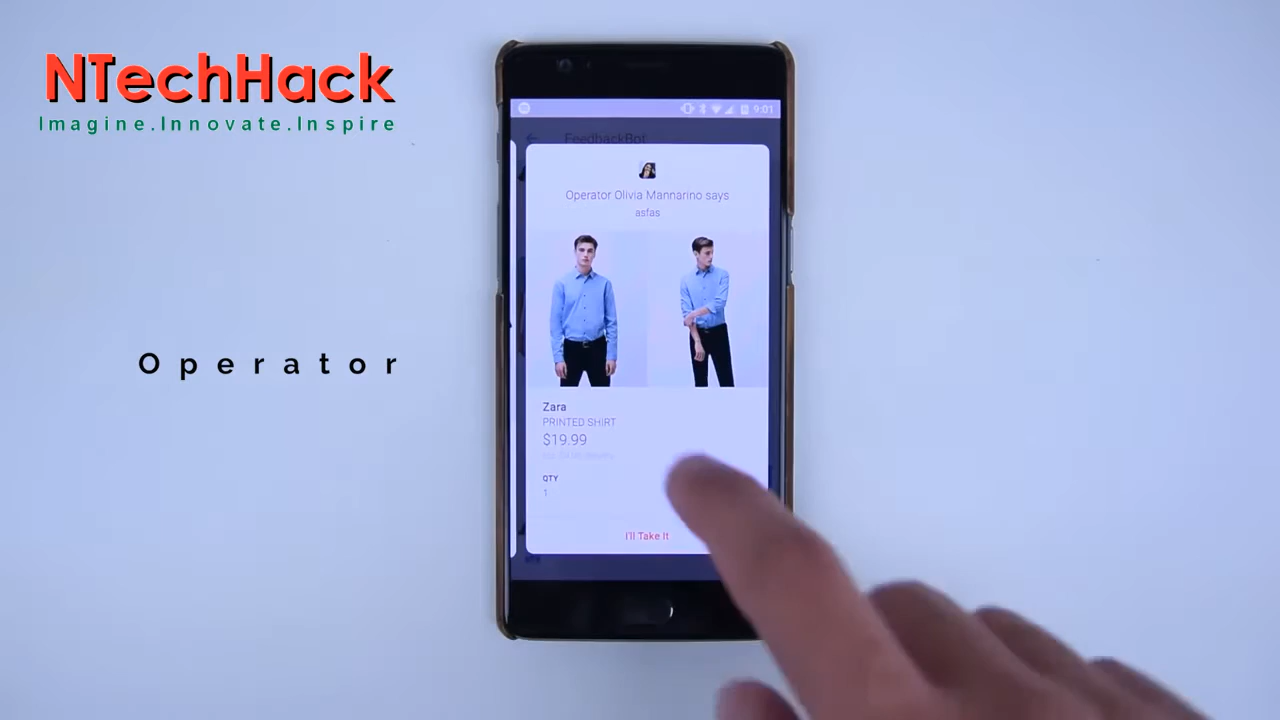 NTechHack
Imagine.Innovate.Inspire
9:01
FeedbackBot
Operator Olivia Mannarino says
asfas
Operator
Zara
PRINTED SHIRT
$19.99
QTY
1
I'll Take It